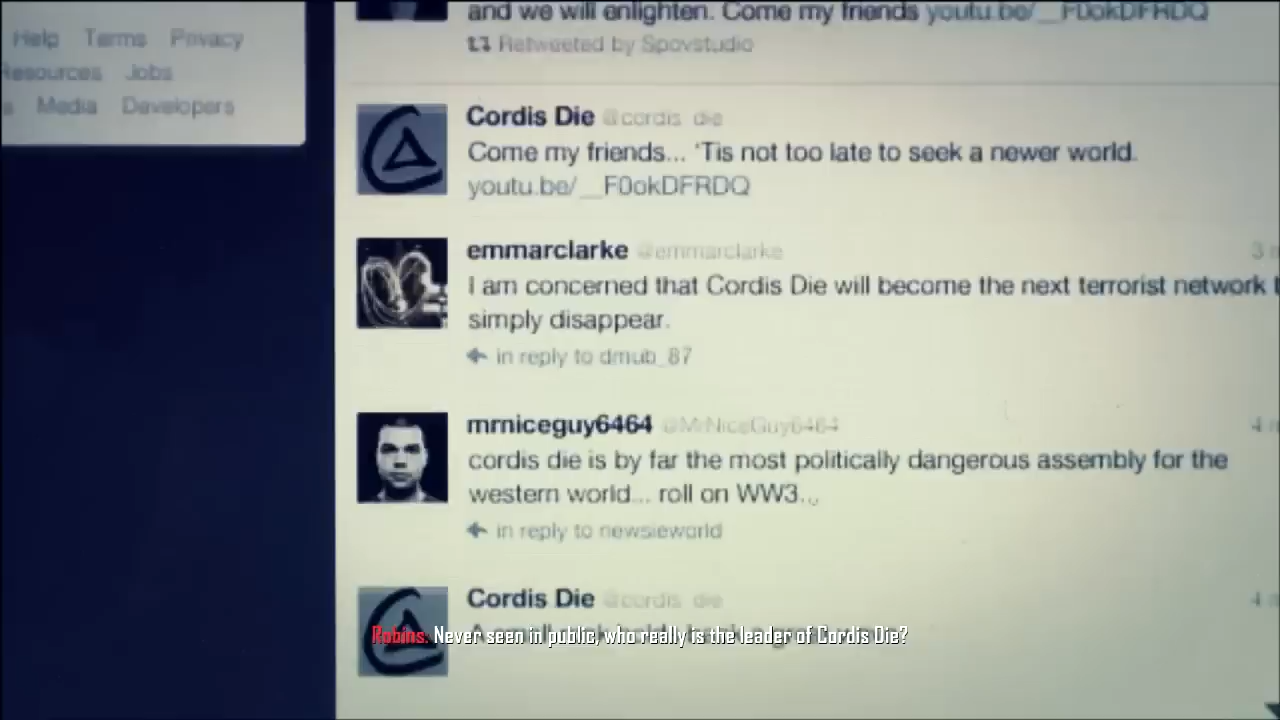 and we will enlighten. Come my friends youtu.be/__F0okDFRDQ
Retweeted by Spovstudio
Help Terms Privacy
Resources Jobs
s Media Developers
Cordis Die @cordis_die
Come my friends... 'Tis not too late to seek a newer world.
youtu.be/__F0okDFRDQ
emmarclarke @emmarclarke 3
I am concerned that Cordis Die will become the next terrorist network
simply disappear.
in reply to dmub_87
mrniceguy6464 @MrNiceGuy6464 4
cordis die is by far the most politically dangerous assembly for the
western world... roll on WW3...
in reply to newsieworld
Cordis Die @cordis_die 4
Robins: Never seen in public, who really is the leader of Cordis Die?